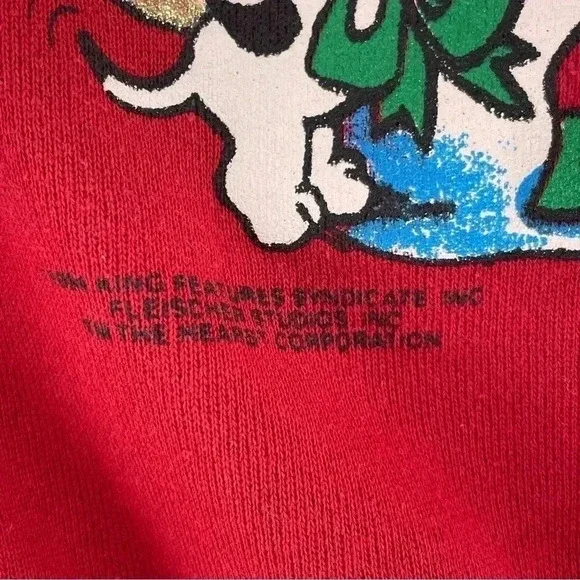 KING FEATURES SYNDICATE INC
FLEISCHER STUDIOS, INC
TM THE HEARST CORPORATION